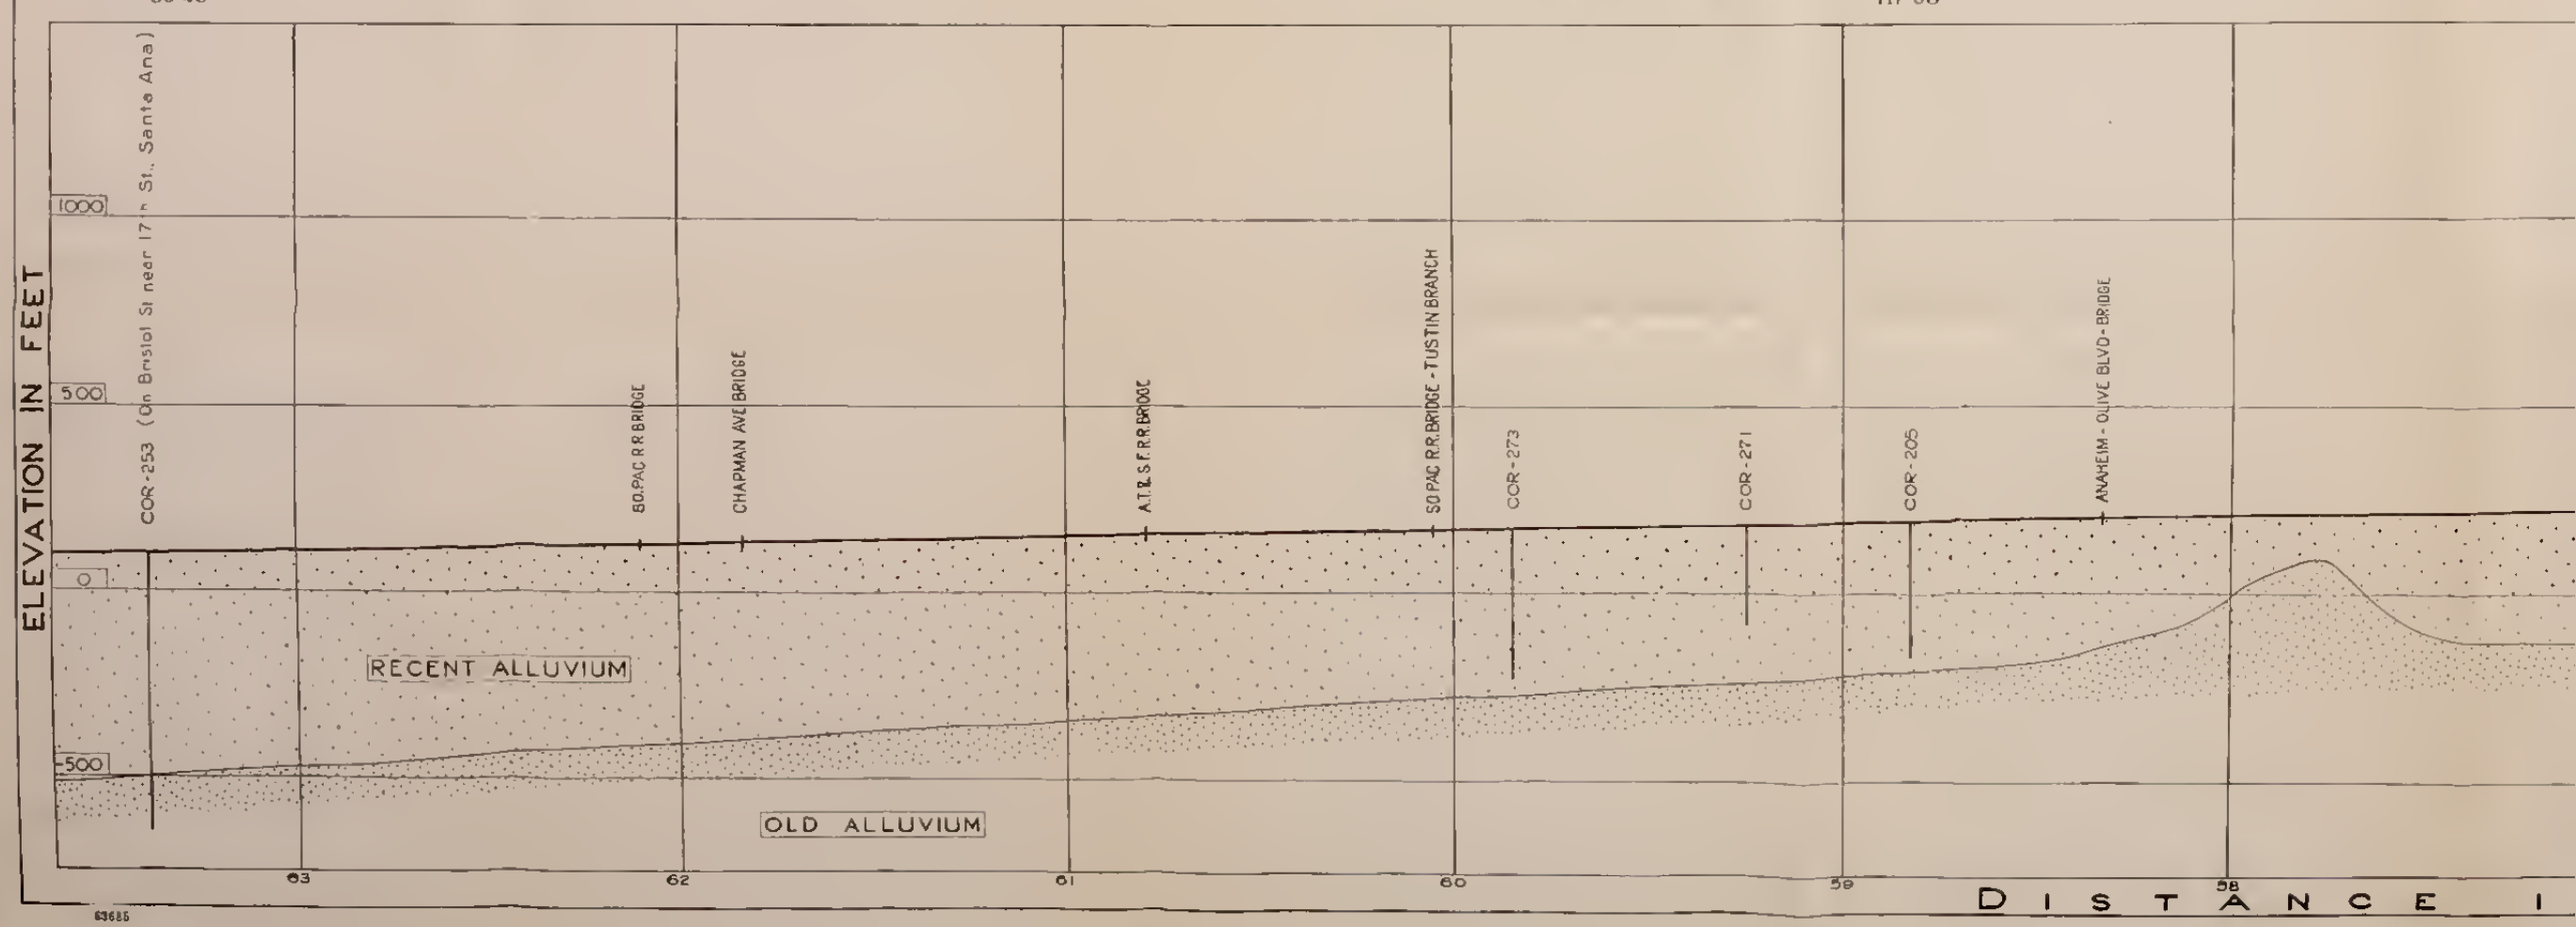 ELEVATION IN FEET
1000
500
0
-500
COR-253 (On Bristol St near 17th St., Santa Ana)
SO.PAC R R BRIDGE
CHAPMAN AVE BRIDGE
A.T. & S.F. R.R. BRIDGE
SO PAC R.R. BRIDGE - TUSTIN BRANCH
COR-273
COR-271
COR-205
ANAHEIM - OLIVE BLVD - BRIDGE
RECENT ALLUVIUM
OLD ALLUVIUM
63 62 61 60 59 58
DISTANCE I
63685